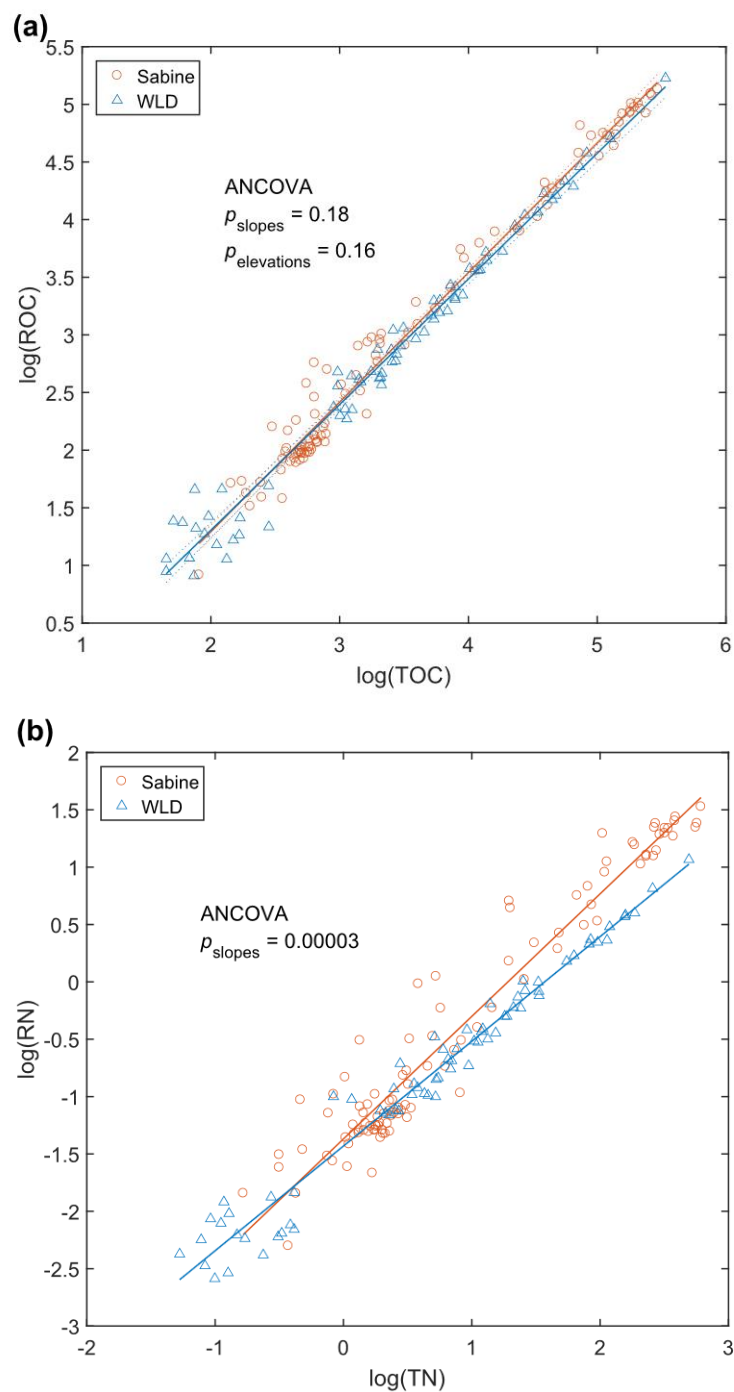 (a)
5.5
5
4.5
4
3.5
3
2.5
2
1.5
1
0.5
log(ROC)
Sabine
WLD
ANCOVA
pslopes = 0.18
pelevations = 0.16
1 2 3 4 5 6
log(TOC)
(b)
2
1.5
1
0.5
0
-0.5
-1
-1.5
-2
-2.5
-3
log(RN)
Sabine
WLD
ANCOVA
pslopes = 0.00003
-2 -1 0 1 2 3
log(TN)